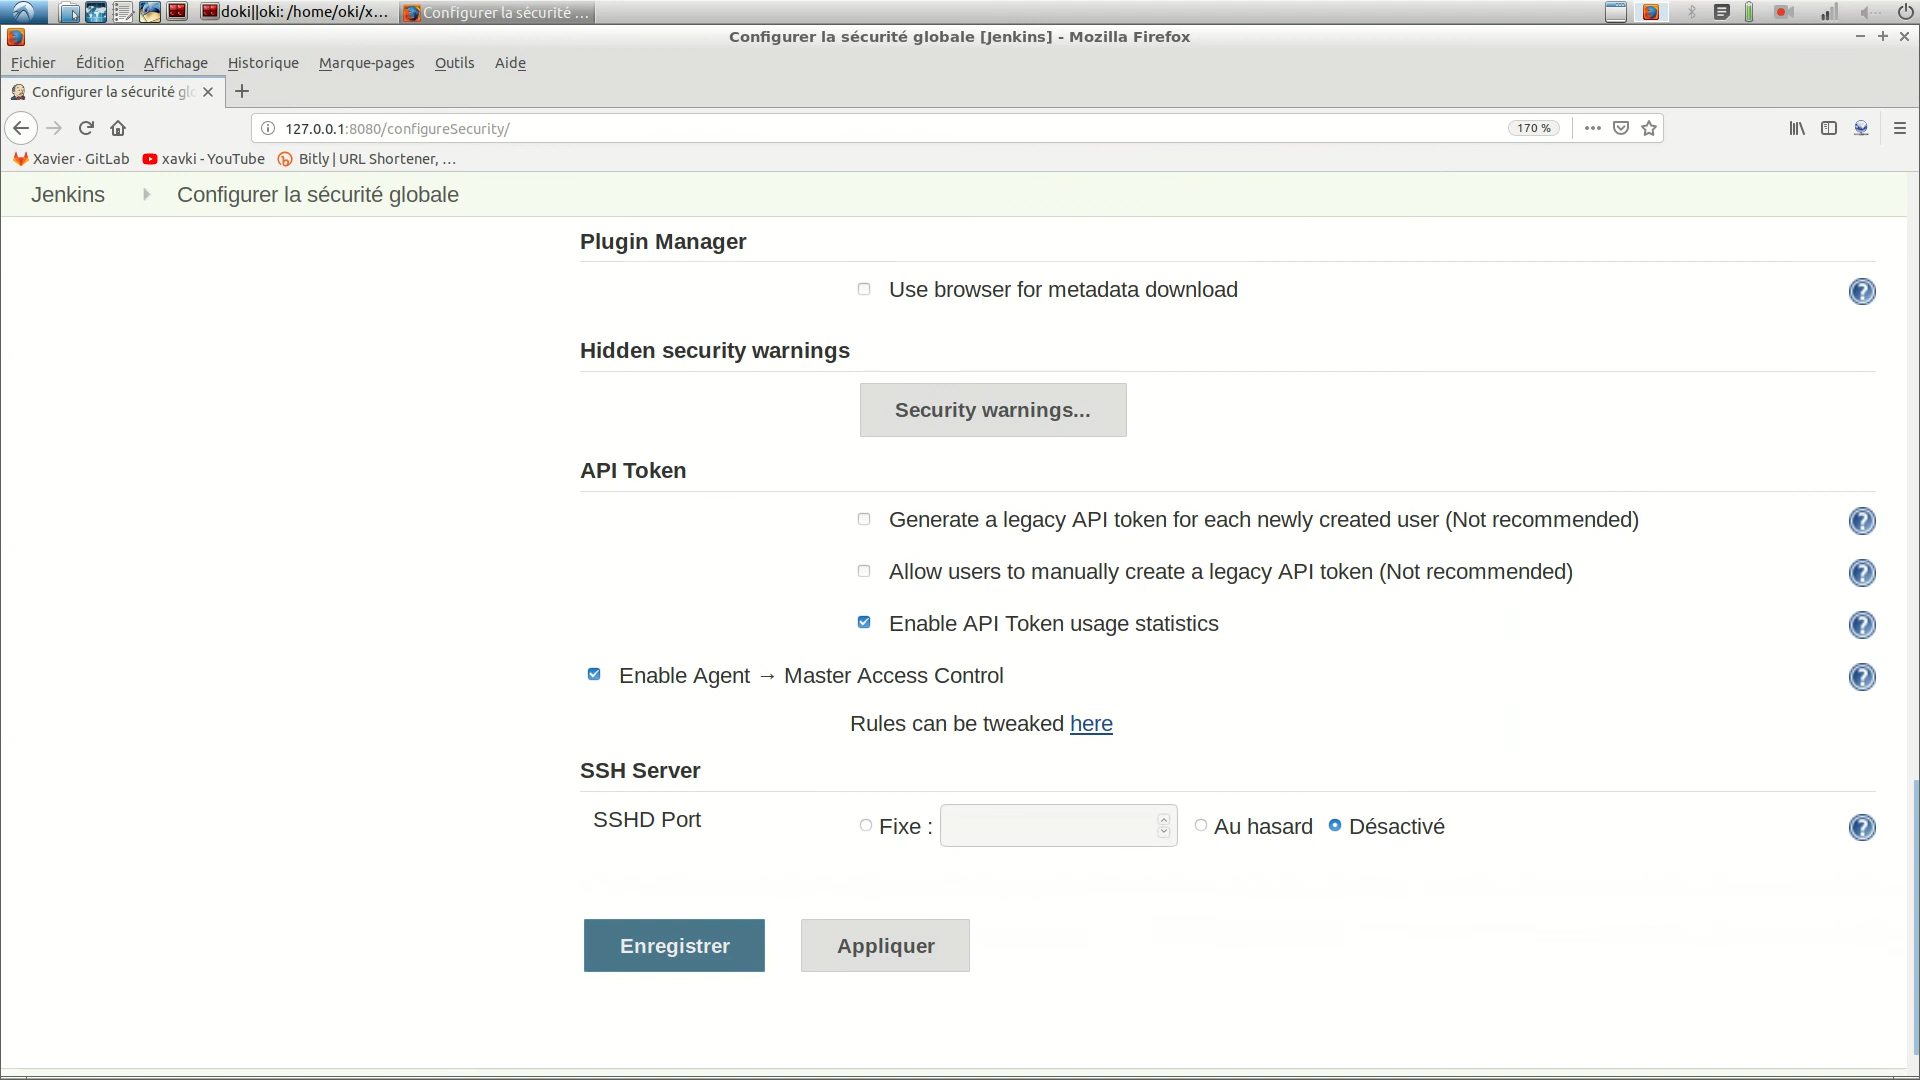 doki||oki: /home/oki/x...
Configurer la sécurité ...
Configurer la sécurité globale [Jenkins] - Mozilla Firefox
Fichier Édition Affichage Historique Marque-pages Outils Aide
Configurer la sécurité glo
127.0.0.1:8080/configureSecurity/
170 %
Xavier · GitLab
xavki - YouTube
Bitly | URL Shortener, ...
Jenkins
Configurer la sécurité globale
Plugin Manager
Use browser for metadata download
Hidden security warnings
Security warnings...
API Token
Generate a legacy API token for each newly created user (Not recommended)
Allow users to manually create a legacy API token (Not recommended)
Enable API Token usage statistics
Enable Agent → Master Access Control
Rules can be tweaked here
SSH Server
SSHD Port
Fixe :
Au hasard
Désactivé
Enregistrer
Appliquer